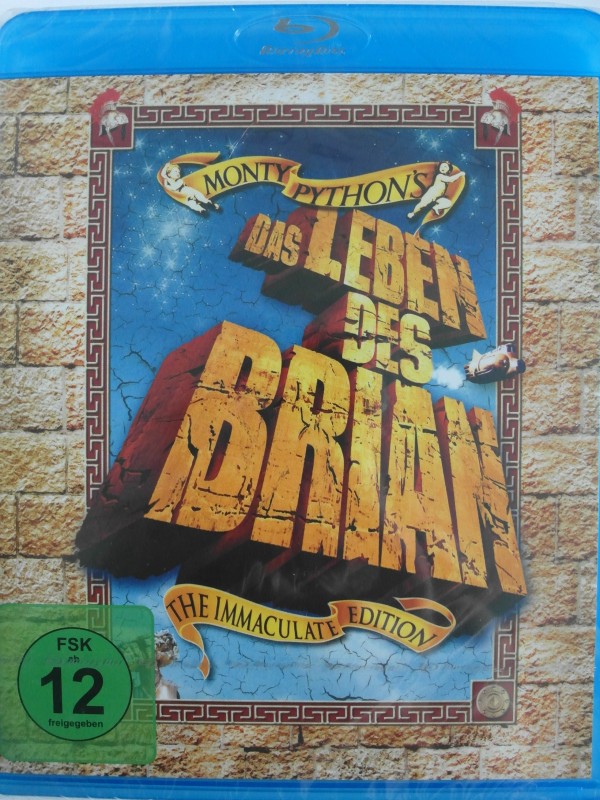 Blu-ray Disc
MONTY PYTHON'S
DAS LEBEN
DES
BRIAN
THE IMMACULATE EDITION
FSK
ab
12
freigegeben